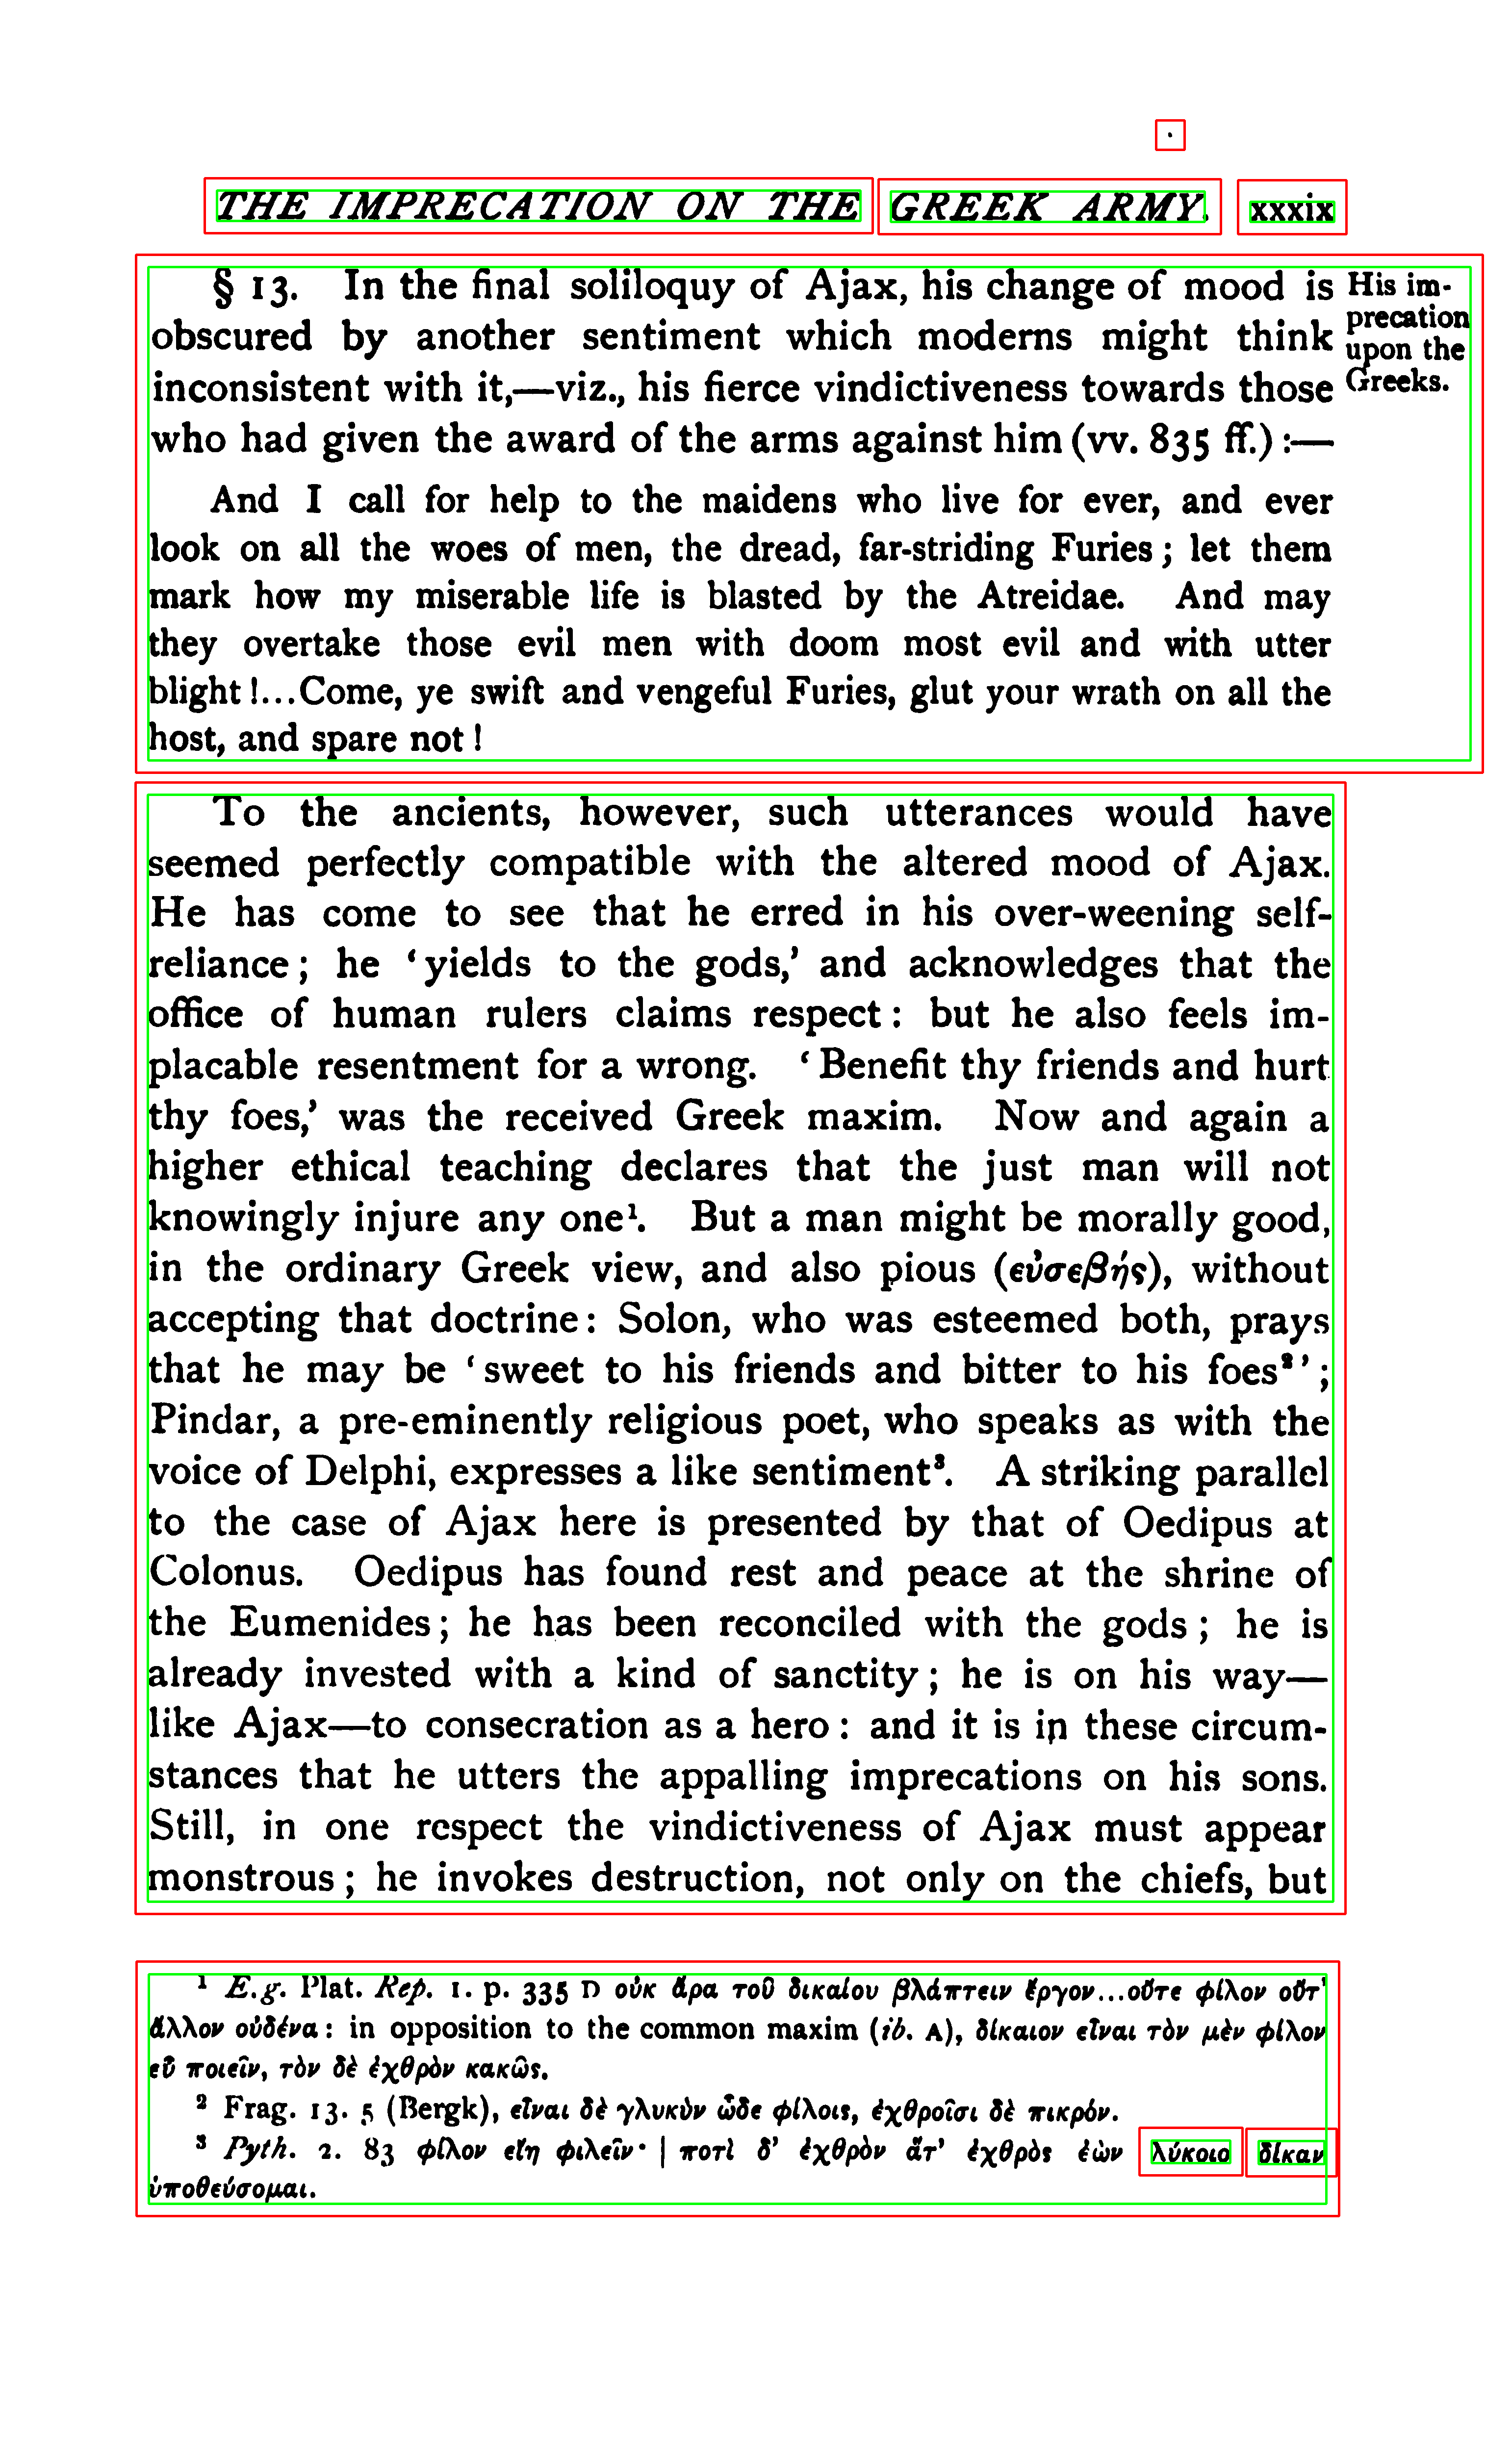 THE IMPRECATION ON THE GREEK ARMY. xxxix
§ 13. In the final soliloquy of Ajax, his change of mood is
obscured by another sentiment which moderns might think
inconsistent with it,—viz., his fierce vindictiveness towards those
who had given the award of the arms against him (vv. 835 ff.) :—
His im-
precation
upon the
Greeks.
And I call for help to the maidens who live for ever, and ever
look on all the woes of men, the dread, far-striding Furies ; let them
mark how my miserable life is blasted by the Atreidae. And may
they overtake those evil men with doom most evil and with utter
blight !...Come, ye swift and vengeful Furies, glut your wrath on all the
host, and spare not !
To the ancients, however, such utterances would have
seemed perfectly compatible with the altered mood of Ajax.
He has come to see that he erred in his over-weening self-
reliance ; he ‘ yields to the gods,’ and acknowledges that the
office of human rulers claims respect : but he also feels im-
placable resentment for a wrong. ‘ Benefit thy friends and hurt
thy foes,’ was the received Greek maxim. Now and again a
higher ethical teaching declares that the just man will not
knowingly injure any one¹. But a man might be morally good,
in the ordinary Greek view, and also pious (εὐσεβής), without
accepting that doctrine : Solon, who was esteemed both, prays
that he may be ‘ sweet to his friends and bitter to his foes² ’ ;
Pindar, a pre-eminently religious poet, who speaks as with the
voice of Delphi, expresses a like sentiment³. A striking parallel
to the case of Ajax here is presented by that of Oedipus at
Colonus. Oedipus has found rest and peace at the shrine of
the Eumenides ; he has been reconciled with the gods ; he is
already invested with a kind of sanctity ; he is on his way—
like Ajax—to consecration as a hero : and it is in these circum-
stances that he utters the appalling imprecations on his sons.
Still, in one respect the vindictiveness of Ajax must appear
monstrous ; he invokes destruction, not only on the chiefs, but
¹ E.g. Plat. Rep. 1. p. 335 D οὐκ ἄρα τοῦ δικαίου βλάπτειν ἔργον...οὔτε φίλον οὔτ’
ἄλλον οὐδένα : in opposition to the common maxim (ib. A), δίκαιον εἶναι τὸν μὲν φίλον
εὖ ποιεῖν, τὸν δὲ ἐχθρὸν κακῶς.
² Frag. 13. 5 (Bergk), εἶναι δὲ γλυκὺν ὧδε φίλοις, ἐχθροῖσι δὲ πικρόν.
³ Pyth. 2. 83 φίλον εἴη φιλεῖν· | ποτὶ δ’ ἐχθρὸν ἅτ’ ἐχθρὸς ἐὼν λύκοιο δίκαν
ὑποθεύσομαι.